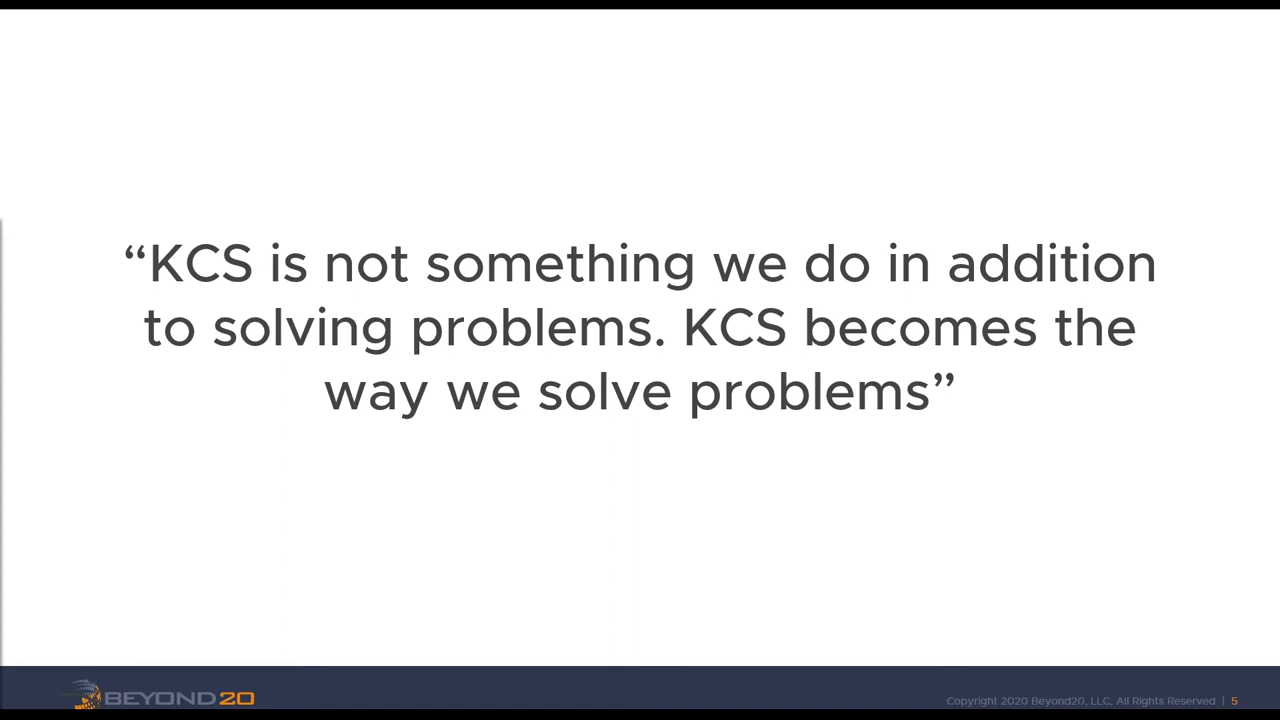 “KCS is not something we do in addition
to solving problems. KCS becomes the
way we solve problems”
BEYOND20
Copyright 2020 Beyond20, LLC, All Rights Reserved | 5